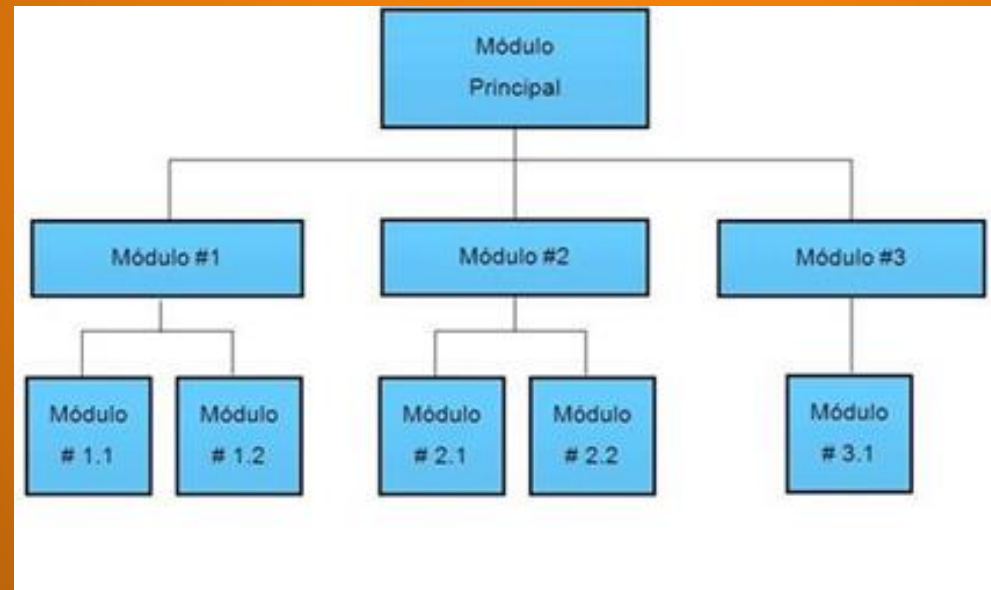 Módulo
Principal
Módulo #1
Módulo #2
Módulo #3
Módulo
# 1.1
Módulo
# 1.2
Módulo
# 2.1
Módulo
# 2.2
Módulo
# 3.1